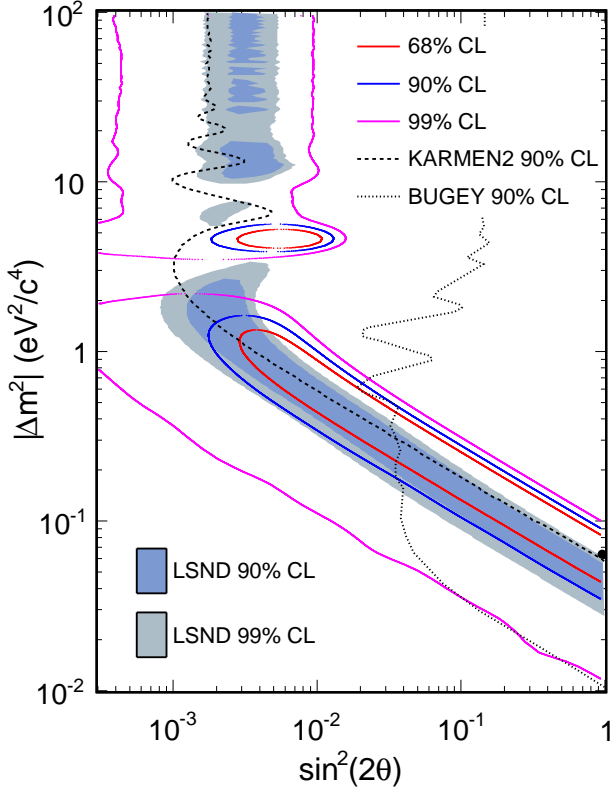 10²
68% CL
90% CL
99% CL
KARMEN2 90% CL
BUGEY 90% CL
10
|Δm²| (eV²/c⁴)
1
10⁻¹
LSND 90% CL
LSND 99% CL
10⁻²
10⁻³ 10⁻² 10⁻¹ 1
sin²(2θ)